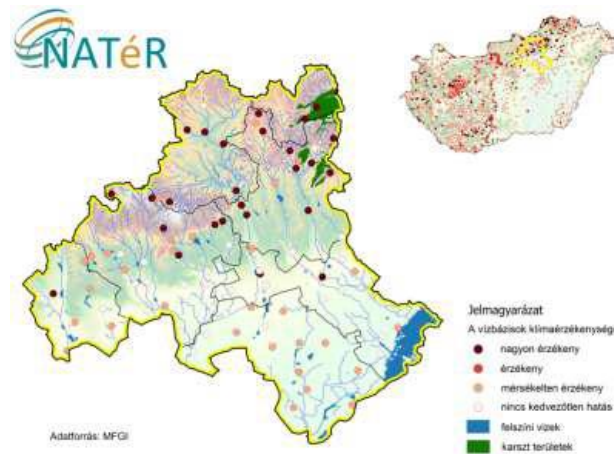 NATéR
Jelmagyarázat
A vízbázisok klímaérzékenysége
nagyon érzékeny
érzékeny
mérsékelten érzékeny
nincs kedvezőtlen hatás
felszíni vizek
karszt területek
Adatforrás: MFGI